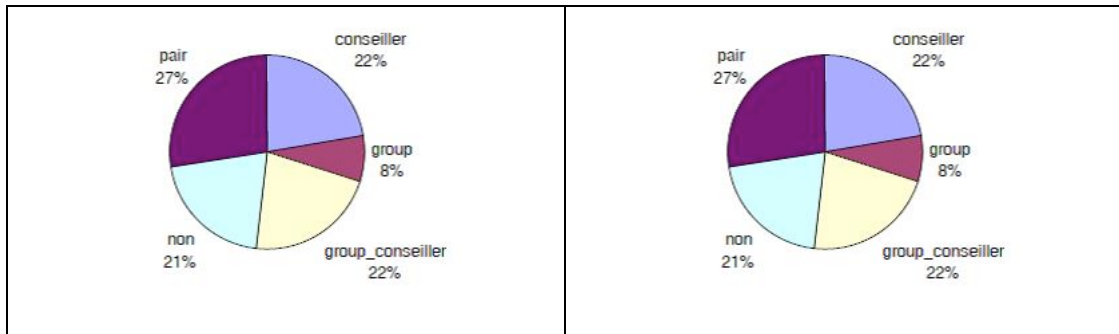 conseiller
22%
pair
27%
group
8%
non
21%
group_conseiller
22%
conseiller
22%
pair
27%
group
8%
non
21%
group_conseiller
22%